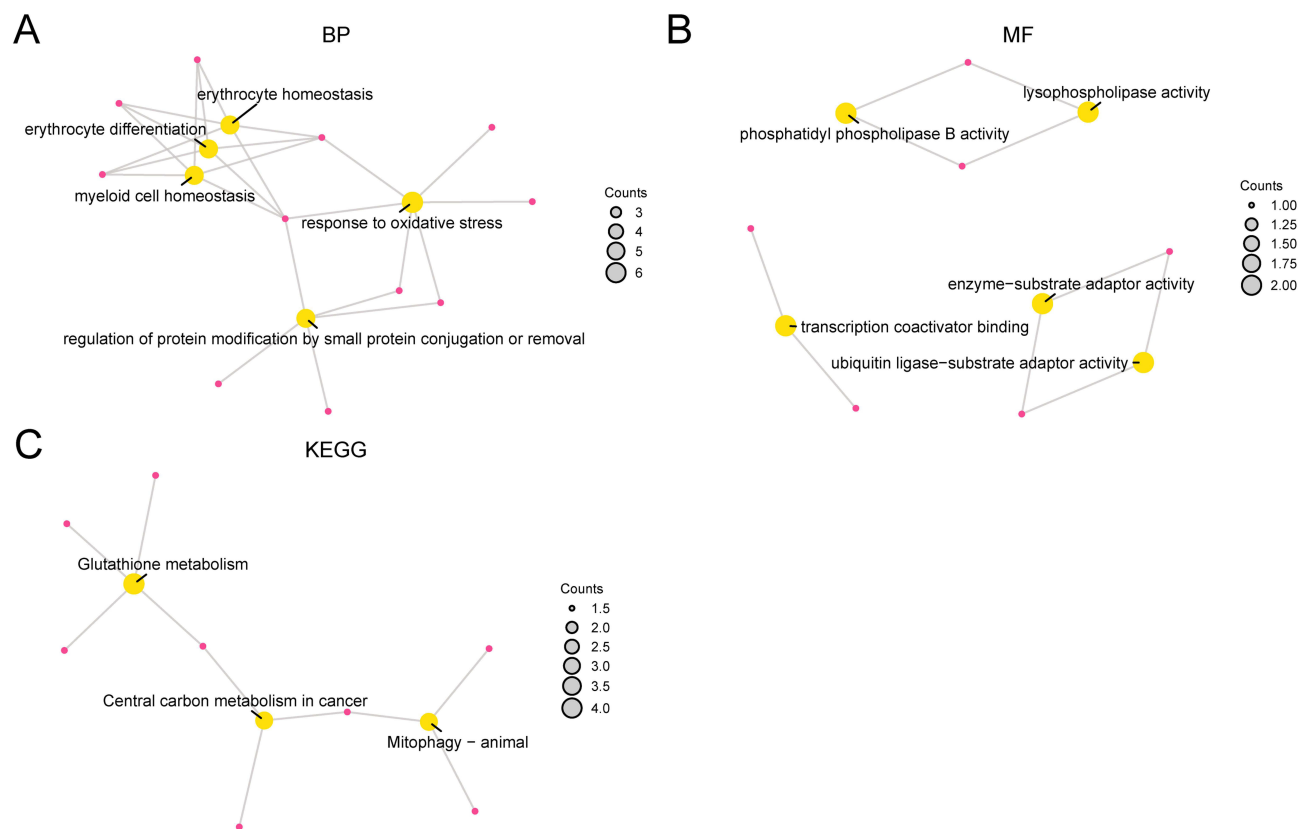 A
BP
erythrocyte homeostasis
erythrocyte differentiation
myeloid cell homeostasis
response to oxidative stress
regulation of protein modification by small protein conjugation or removal
Counts
3
4
5
6
B
MF
lysophospholipase activity
phosphatidyl phospholipase B activity
enzyme−substrate adaptor activity
transcription coactivator binding
ubiquitin ligase−substrate adaptor activity
Counts
1.00
1.25
1.50
1.75
2.00
C
KEGG
Glutathione metabolism
Central carbon metabolism in cancer
Mitophagy − animal
Counts
1.5
2.0
2.5
3.0
3.5
4.0